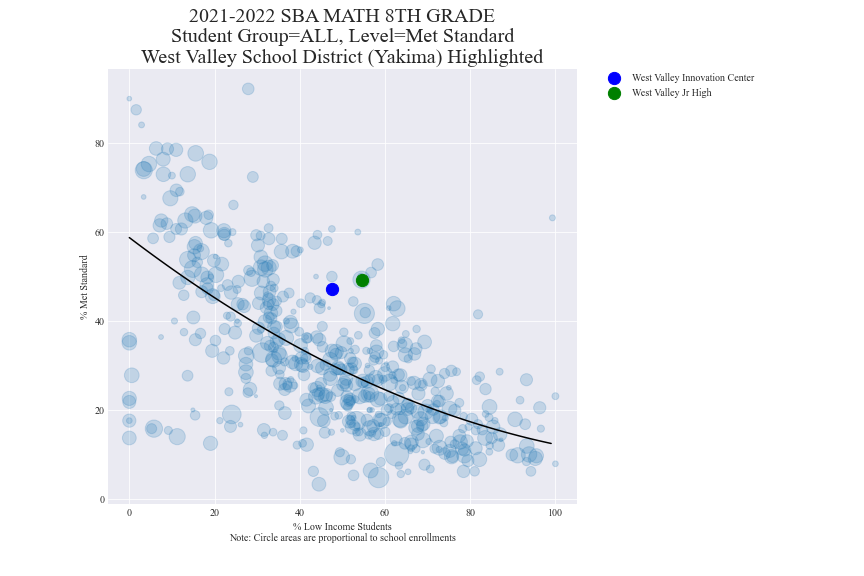 2021-2022 SBA MATH 8TH GRADE
Student Group=ALL, Level=Met Standard
West Valley School District (Yakima) Highlighted
West Valley Innovation Center
West Valley Jr High
80
60
40
20
0
% Met Standard
0 20 40 60 80 100
% Low Income Students
Note: Circle areas are proportional to school enrollments